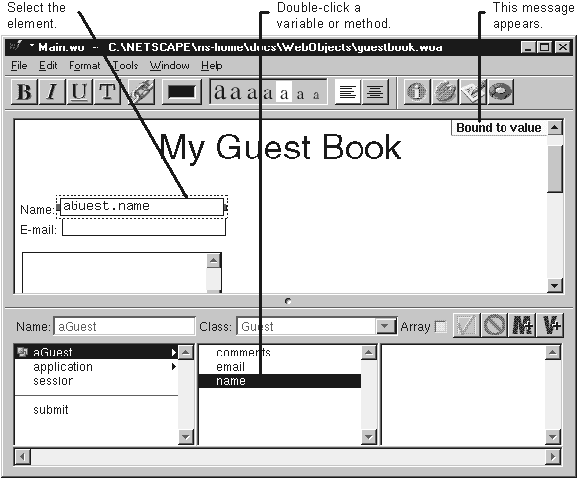 Select the
element.
Double-click a
variable or method.
This message
appears.
* Main.wo -- C:\NETSCAPE\ns-home\docs\WebObjects\guestbook.woa
File Edit Format Tools Window Help
B I U T a a a a a a a
Bound to value
My Guest Book
Name: aGuest.name
E-mail:
Name: aGuest Class: Guest Array M+ V+
aGuest comments
application email
session name
submit